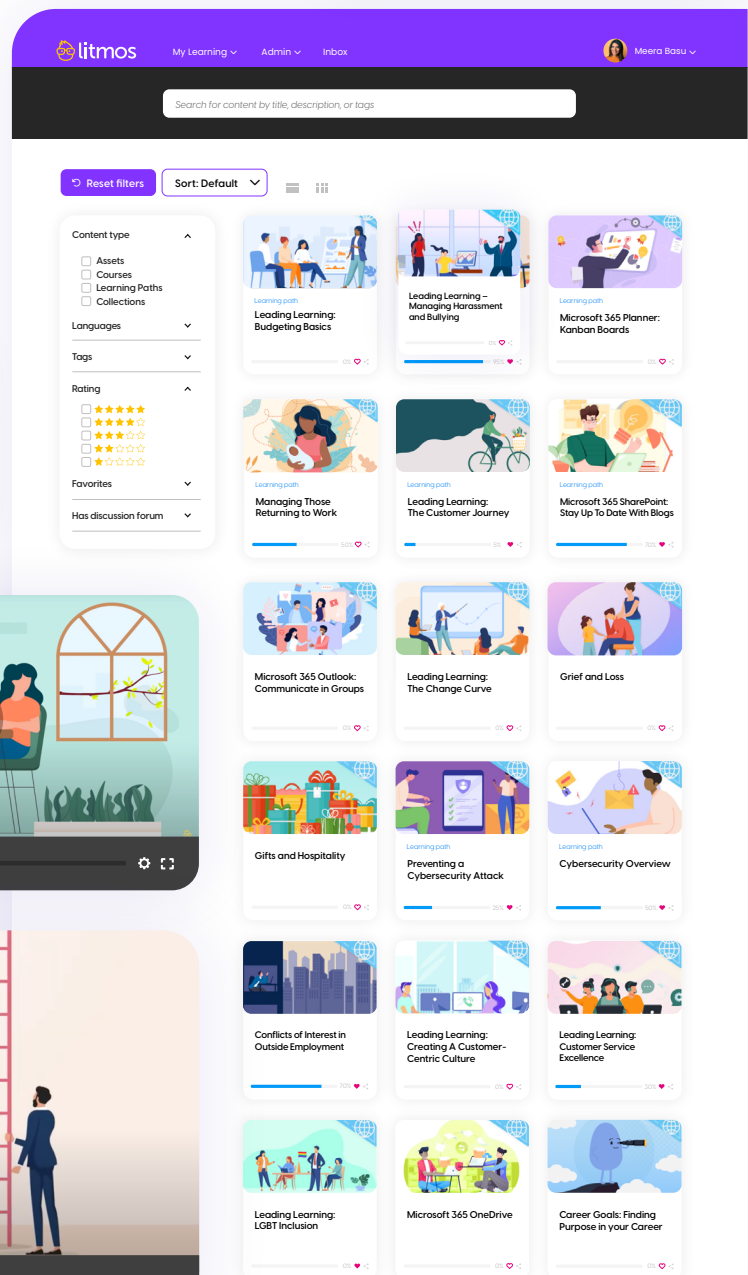 litmos
My Learning
Admin
Inbox
Meera Basu
Search for content by title, description, or tags
Reset filters
Sort: Default
Content type
Assets
Courses
Learning Paths
Collections
Languages
Tags
Rating
Favorites
Has discussion forum
Learning path
Leading Learning:
Budgeting Basics
0%
Leading Learning –
Managing Harassment
and Bullying
0%
95%
Learning path
Microsoft 365 Planner:
Kanban Boards
0%
Learning path
Managing Those
Returning to Work
50%
Learning path
Leading Learning:
The Customer Journey
5%
Learning path
Microsoft 365 SharePoint:
Stay Up To Date With Blogs
70%
Microsoft 365 Outlook:
Communicate in Groups
0%
Leading Learning:
The Change Curve
0%
Grief and Loss
0%
Gifts and Hospitality
0%
Learning path
Preventing a
Cybersecurity Attack
25%
Learning path
Cybersecurity Overview
50%
Conflicts of Interest in
Outside Employment
70%
Leading Learning:
Creating A Customer-
Centric Culture
0%
Leading Learning:
Customer Service
Excellence
30%
Leading Learning:
LGBT Inclusion
0%
Microsoft 365 OneDrive
0%
Career Goals: Finding
Purpose in your Career
0%